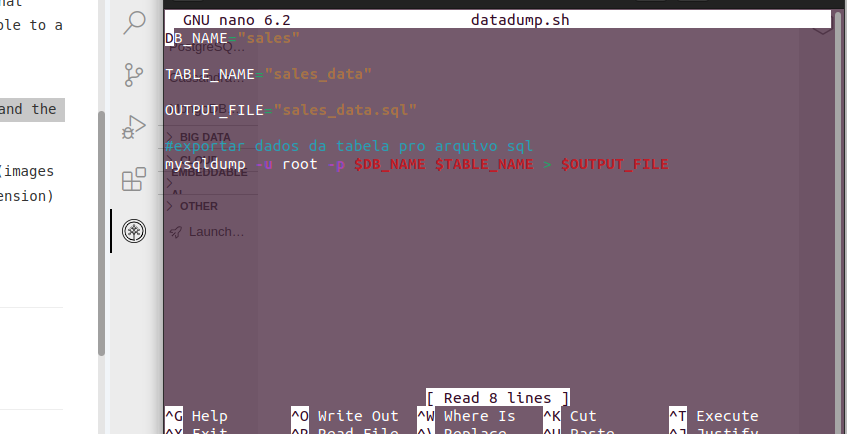 ble to a
and the
(images
ension)
PostgreSQ...
BIG DATA
EMBEDDABLE
OTHER
Launch...
GNU nano 6.2 datadump.sh
DB_NAME="sales"
TABLE_NAME="sales_data"
OUTPUT_FILE="sales_data.sql"
#exportar dados da tabela pro arquivo sql
mysqldump -u root -p $DB_NAME $TABLE_NAME > $OUTPUT_FILE
[ Read 8 lines ]
^G Help ^O Write Out ^W Where Is ^K Cut ^T Execute
^X Exit ^R Read File ^\ Replace ^U Paste ^J Justify